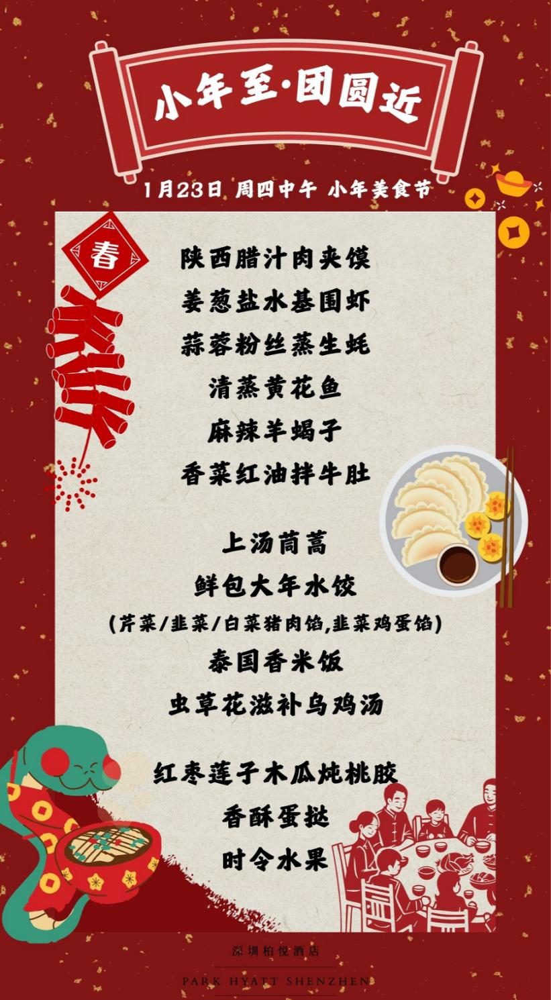 小年至·团圆近
1月23日 周四中午 小年美食节
春
陕西腊汁肉夹馍
姜葱盐水基围虾
蒜蓉粉丝蒸生蚝
清蒸黄花鱼
麻辣羊蝎子
香菜红油拌牛肚
上汤茼蒿
鲜包大年水饺
(芹菜/韭菜/白菜猪肉馅,韭菜鸡蛋馅)
泰国香米饭
虫草花滋补乌鸡汤
红枣莲子木瓜炖桃胶
香酥蛋挞
时令水果
深圳柏悦酒店
PARK HYATT SHENZHEN